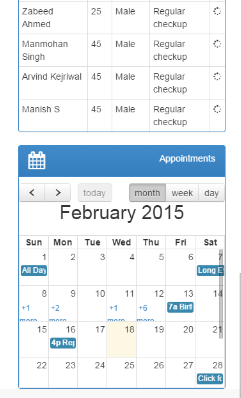 Zabeed 25 Male Regular
Ahmed checkup
Manmohan 45 Male Regular
Singh checkup
Arvind Kejriwal 45 Male Regular
checkup
Manish S 45 Male Regular
checkup
Appointments
today month week day
February 2015
Sun Mon Tue Wed Thu Fri Sat
1 2 3 4 5 6 7
All Day Long E
8 9 10 11 12 13 14
+1 +2 +1 +6 7a Birt
more more more more
15 16 17 18 19 20 21
4p Rep
22 23 24 25 26 27 28
Click fo